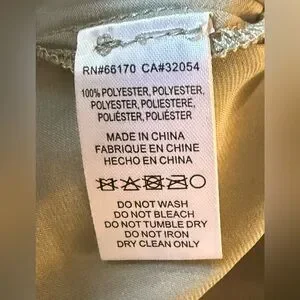 RN#66170 CA#32054
100% POLYESTER, POLYESTER,
POLYESTER, POLIESTERE,
POLIÉSTER, POLIÉSTER
MADE IN CHINA
FABRIQUE EN CHINE
HECHO EN CHINA
DO NOT WASH
DO NOT BLEACH
DO NOT TUMBLE DRY
DO NOT IRON
DRY CLEAN ONLY